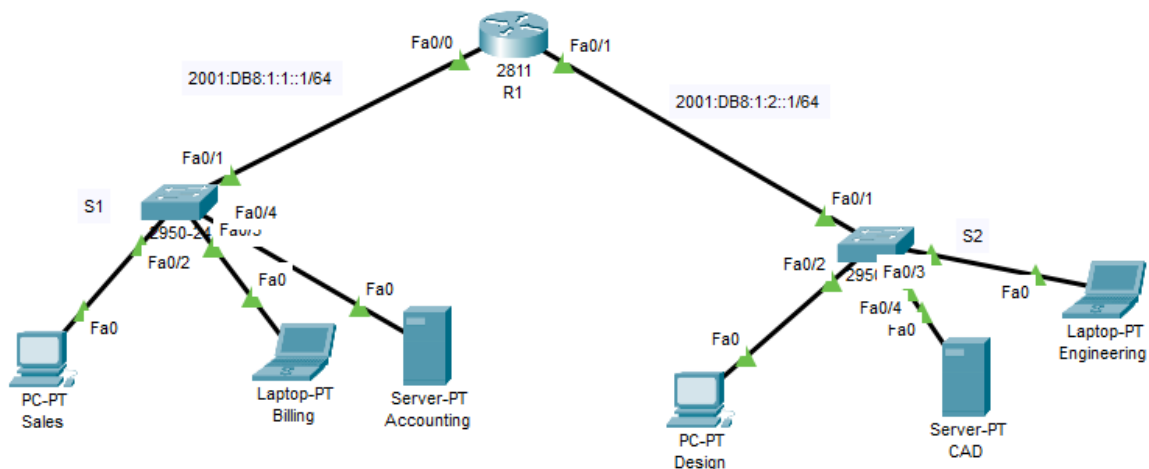 Fa0/0
Fa0/1
2811
R1
2001:DB8:1:1::1/64
2001:DB8:1:2::1/64
Fa0/1
S1
Fa0/4
2950-24
Fa0/2
Fa0
Fa0
Fa0
PC-PT
Sales
Laptop-PT
Billing
Server-PT
Accounting
Fa0/1
S2
Fa0/2
Fa0/3
Fa0/4
Fa0
Fa0
Fa0
Laptop-PT
Engineering
PC-PT
Design
Server-PT
CAD